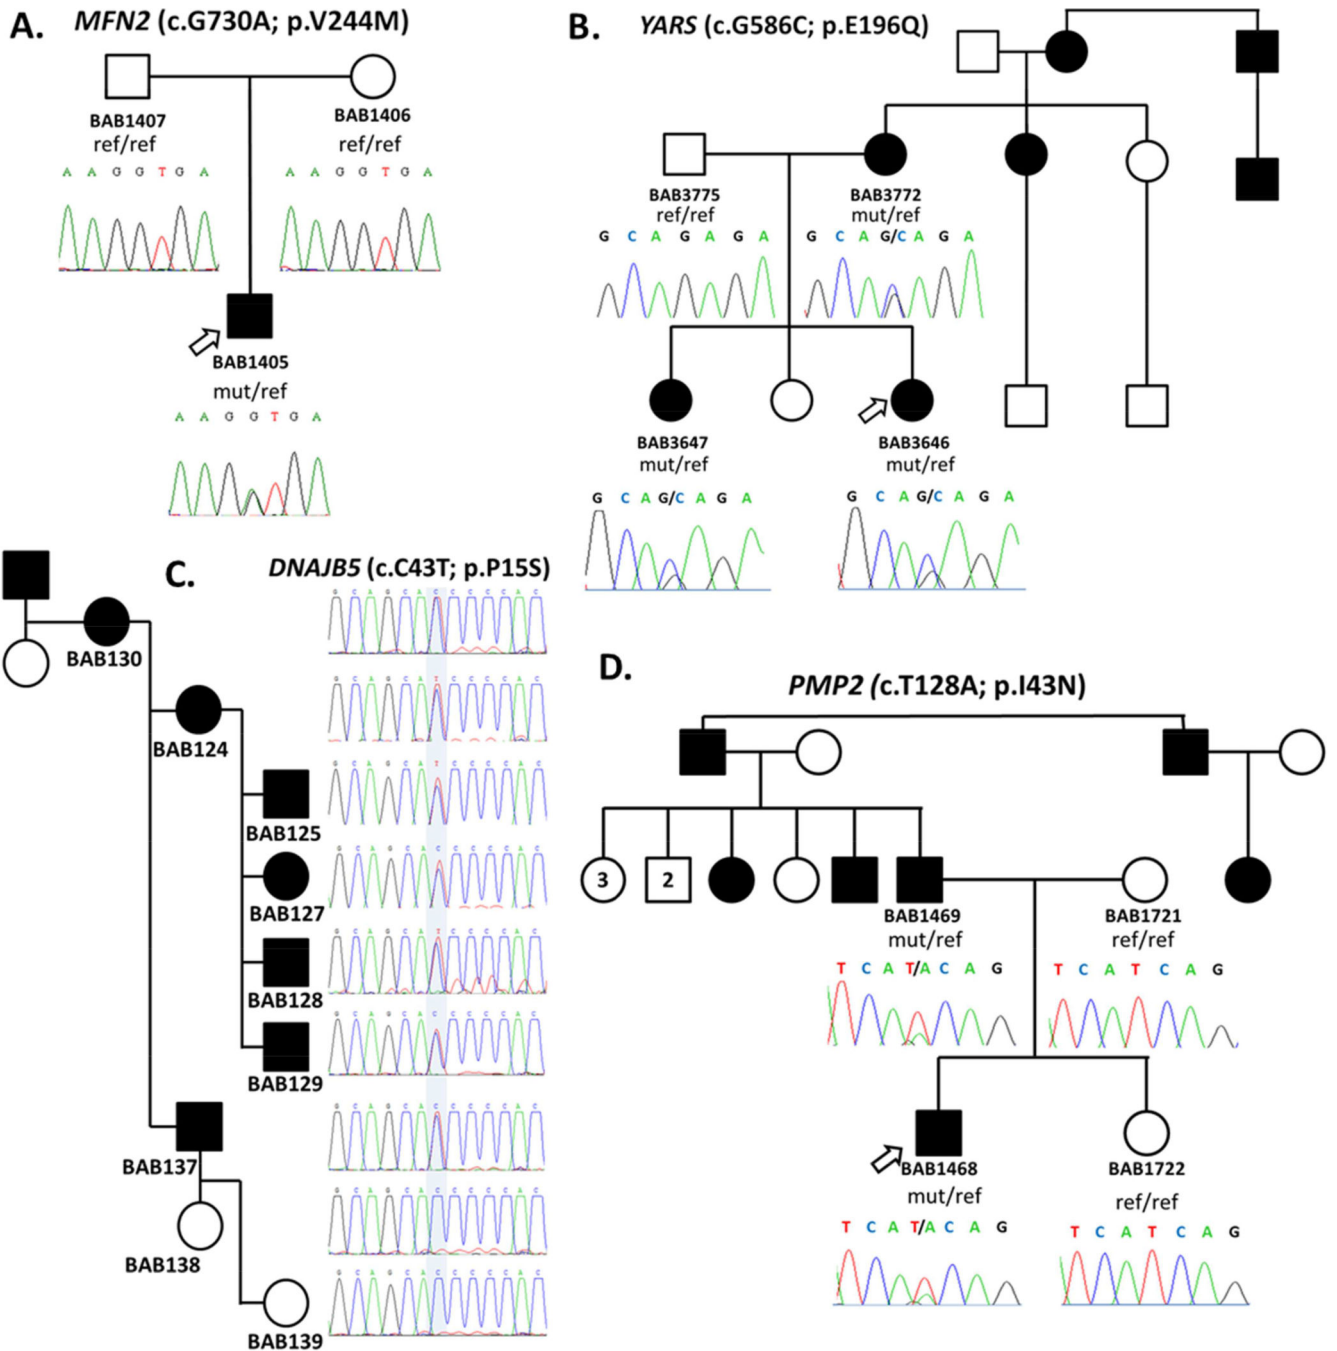 A. MFN2 (c.G730A; p.V244M)
BAB1407
ref/ref
A A G G T G A
BAB1406
ref/ref
A A G G T G A
BAB1405
mut/ref
A A G G T G A
B. YARS (c.G586C; p.E196Q)
BAB3775
ref/ref
G C A G A G A
BAB3772
mut/ref
G C A G/C A G A
BAB3647
mut/ref
G C A G/C A G A
BAB3646
mut/ref
G C A G/C A G A
C. DNAJB5 (c.C43T; p.P15S)
BAB130
G C A G C A C C C C C A C
BAB124
G C A G C A T C C C C A C
BAB125
G C A G C A T C C C C A C
BAB127
G C A G C A C C C C C A C
BAB128
G C A G C A T C C C C A C
BAB129
G C A G C A C C C C C A C
BAB137
G C A G C A C C C C C A C
BAB138
G C A G C A C C C C C A C
BAB139
G C A G C A C C C C C A C
D. PMP2 (c.T128A; p.I43N)
3
2
BAB1469
mut/ref
T C A T/A C A G
BAB1721
ref/ref
T C A T C A G
BAB1468
mut/ref
T C A T/A C A G
BAB1722
ref/ref
T C A T C A G